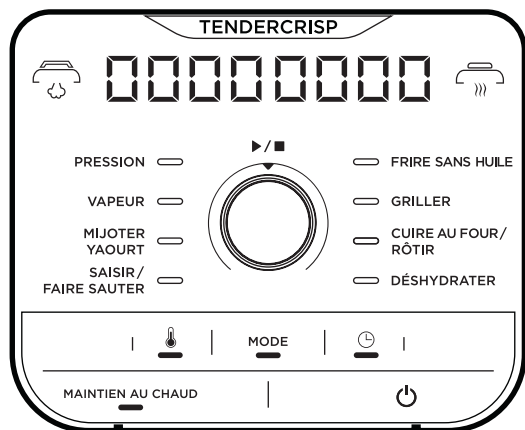 TENDERCRISP
00000000
▶/■
PRESSION
FRIRE SANS HUILE
VAPEUR
GRILLER
MIJOTER
YAOURT
CUIRE AU FOUR/
RÔTIR
SAISIR/
FAIRE SAUTER
DÉSHYDRATER
MODE
MAINTIEN AU CHAUD